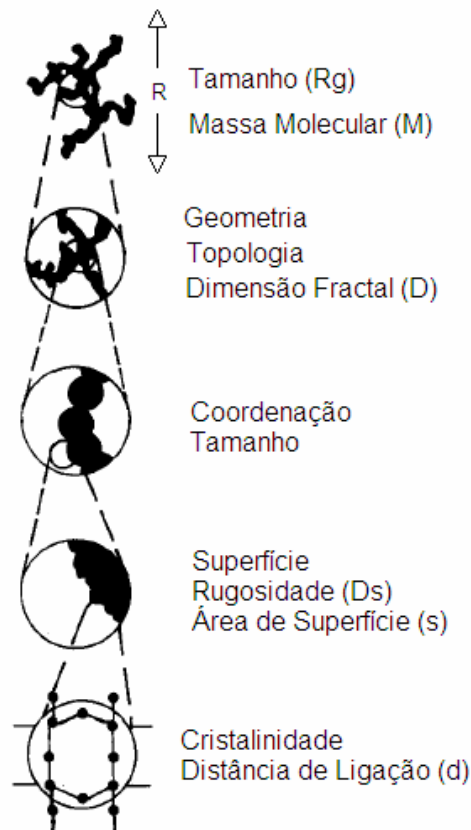 R
Tamanho (Rg)
Massa Molecular (M)
Geometria
Topologia
Dimensão Fractal (D)
Coordenação
Tamanho
Superfície
Rugosidade (Ds)
Área de Superfície (s)
Cristalinidade
Distância de Ligação (d)